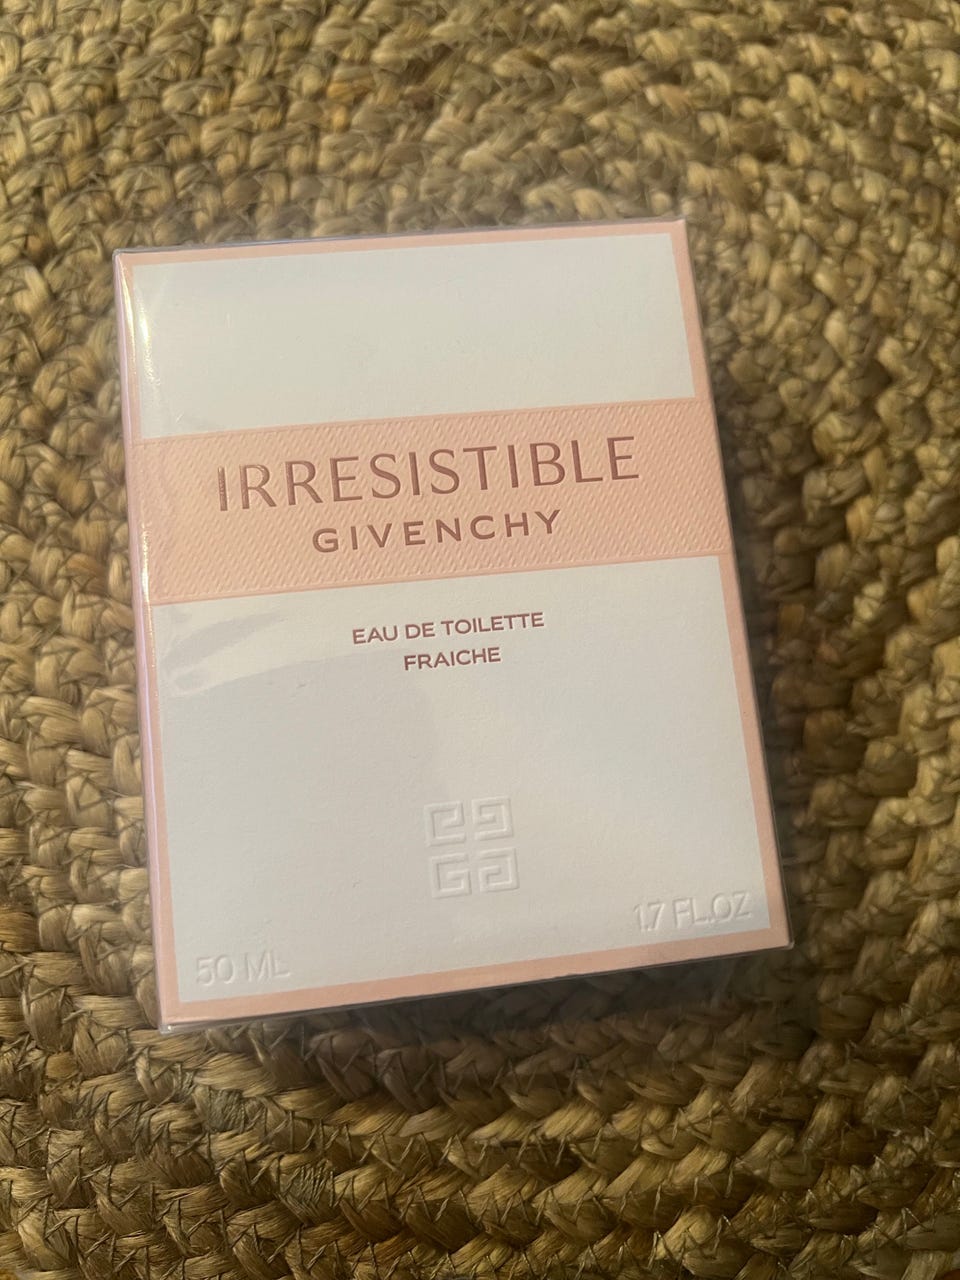 IRRESISTIBLE
GIVENCHY
EAU DE TOILETTE
FRAICHE
50 ML
1.7 FL.OZ